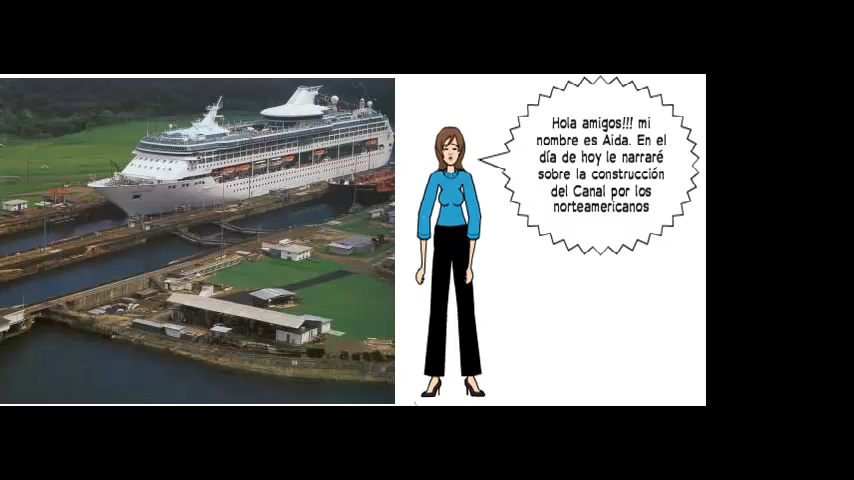 Hola amigos!!! mi
nombre es Aida. En el
día de hoy le narraré
sobre la construcción
del Canal por los
norteamericanos